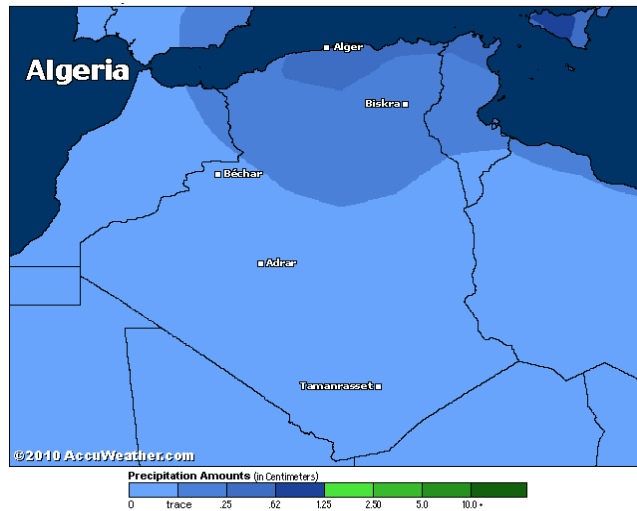 Algeria
Alger
Biskra
Béchar
Adrar
Tamanrasset
©2010 AccuWeather.com
Precipitation Amounts (in Centimeters)
0 trace .25 .62 1.25 2.50 5.0 10.0+